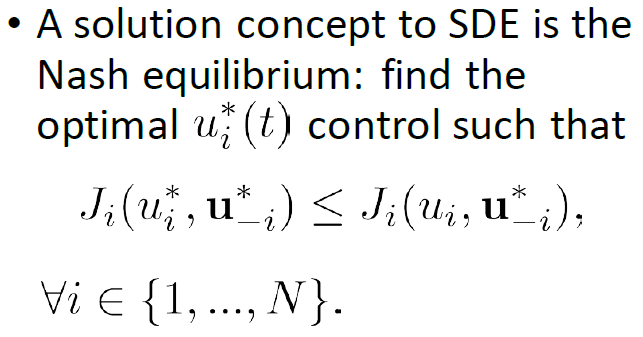 • A solution concept to SDE is the
Nash equilibrium: find the
optimal $u_i^*(t)$ control such that
$J_i(u_i^*, \mathbf{u}_{-i}^*) \leq J_i(u_i, \mathbf{u}_{-i}^*),$
$\forall i \in \{1, ..., N\}.$